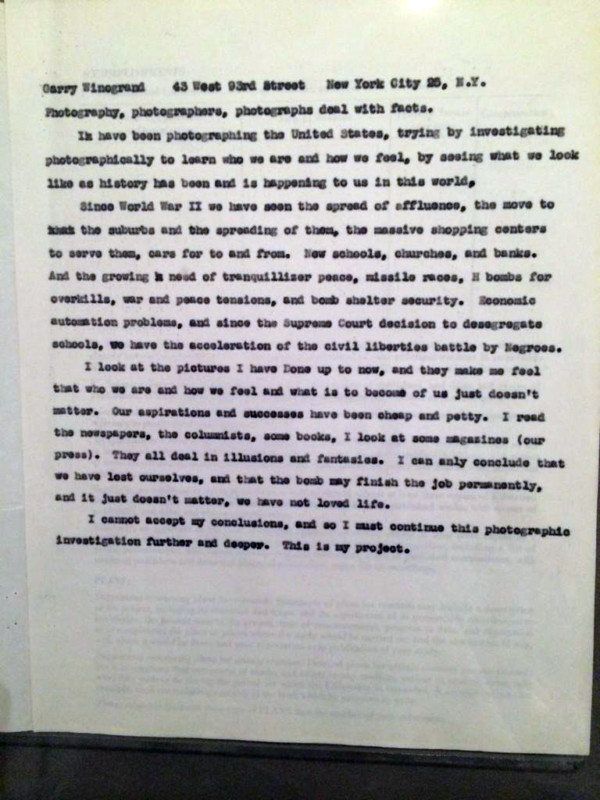 Garry Winogrand 43 West 93rd Street New York City 25, N.Y.
Photography, photographers, photographs deal with facts.
I have been photographing the United States, trying by investigating
photographically to learn who we are and how we feel, by seeing what we look
like as history has been and is happening to us in this world,
Since World War II we have seen the spread of affluence, the move to
the suburbs and the spreading of them, the massive shopping centers
to serve them, cars for to and from. New schools, churches, and banks.
And the growing need of tranquillizer peace, missile races, H bombs for
overkills, war and peace tensions, and bomb shelter security. Economic
automation problems, and since the Supreme Court decision to desegregate
schools, we have the acceleration of the civil liberties battle by Negroes.
I look at the pictures I have Done up to now, and they make me feel
that who we are and how we feel and what is to become of us just doesn't
matter. Our aspirations and successes have been cheap and petty. I read
the newspapers, the columnists, some books, I look at some magazines (our
press). They all deal in illusions and fantasies. I can anly conclude that
we have lost ourselves, and that the bomb may finish the job permanently,
and it just doesn't matter, we have not loved life.
I cannot accept my conclusions, and so I must continue this photographic
investigation further and deeper. This is my project.